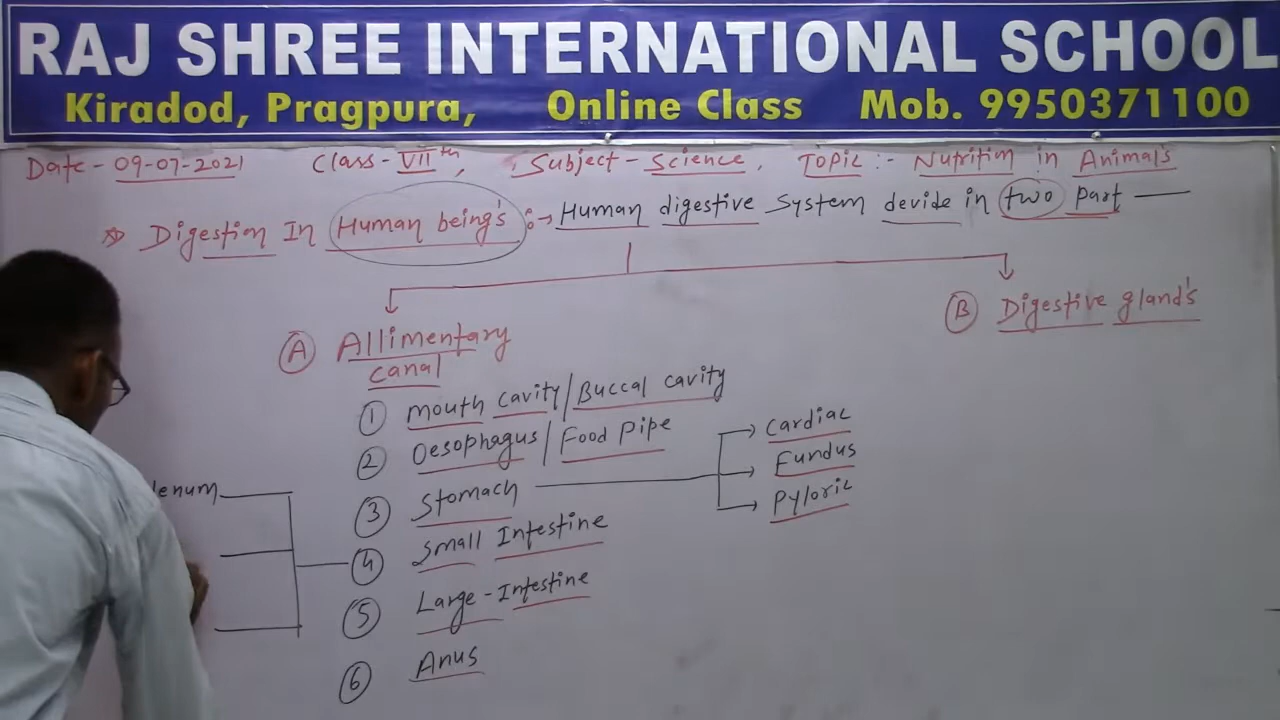 RAJ SHREE INTERNATIONAL SCHOOL
Kiradod, Pragpura, Online Class Mob. 9950371100
Date - 09-07-2021 Class - VIIth, Subject - Science, Topic :- Nutrition in Animal's
Digestion In Human being's :→ Human digestive System devide in two part —
A Allimentary canal
B Digestive gland's
1 Mouth cavity / Buccal cavity
2 Oesophagus / Food Pipe
3 Stomach
Cardiac
Fundus
Pyloric
4 Small Intestine
5 Large - Intestine
6 Anus